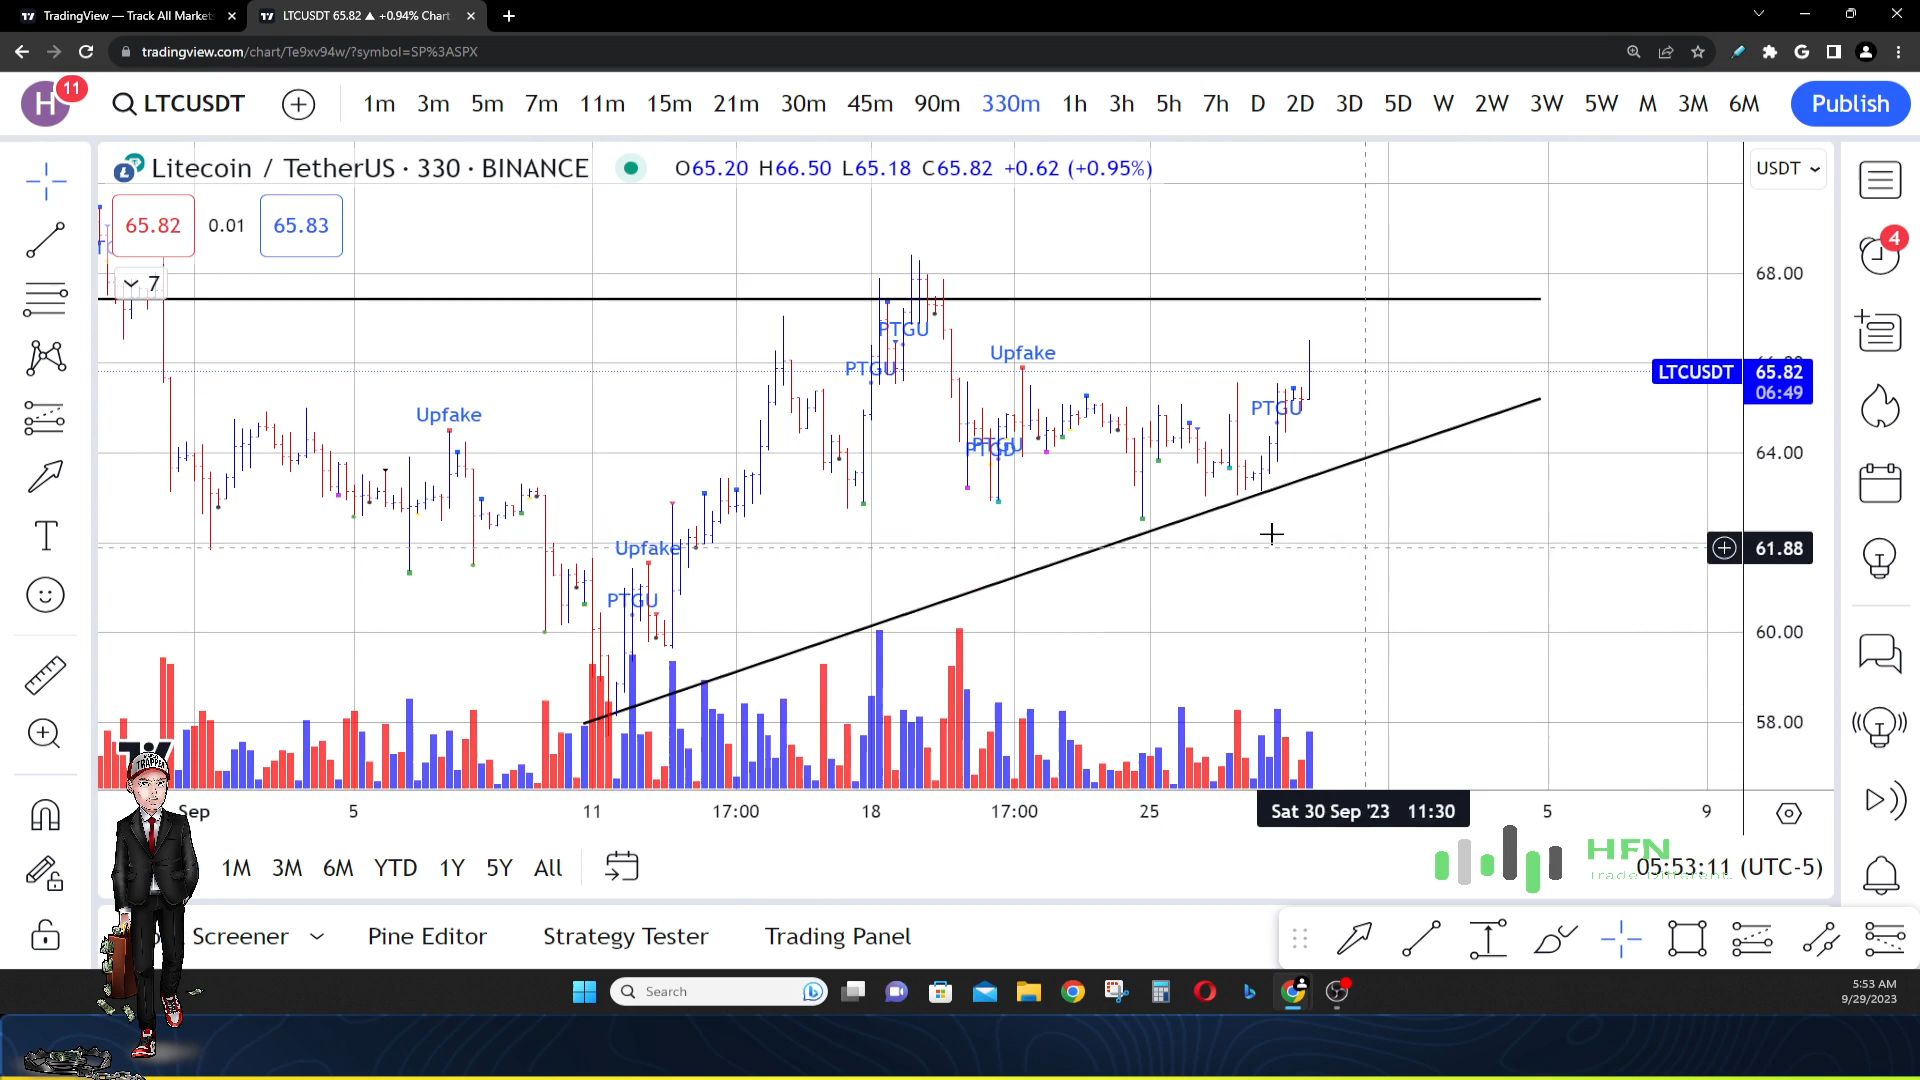 TradingView — Track All Market
LTCUSDT 65.82 ▲ +0.94% Chart
tradingview.com/chart/Te9xv94w/?symbol=SP%3ASPX
H
11
LTCUSDT
1m 3m 5m 7m 11m 15m 21m 30m 45m 90m 330m 1h 3h 5h 7h D 2D 3D 5D W 2W 3W 5W M 3M 6M
Publish
Litecoin / TetherUS · 330 · BINANCE
O65.20 H66.50 L65.18 C65.82 +0.62 (+0.95%)
USDT
65.82 0.01 65.83
4
7
68.00
PTGU
Upfake
PTGU
LTCUSDT 65.82
06:49
Upfake
PTGU
PTGU
PTGD
64.00
Upfake
61.88
PTGU
60.00
58.00
TRAPPER
Sep 5 11 17:00 18 17:00 25 Sat 30 Sep '23 11:30 5 9
1M 3M 6M YTD 1Y 5Y All
HFN
Trade Different.
05:53:11 (UTC-5)
Screener Pine Editor Strategy Tester Trading Panel
Search
5:53 AM
9/29/2023